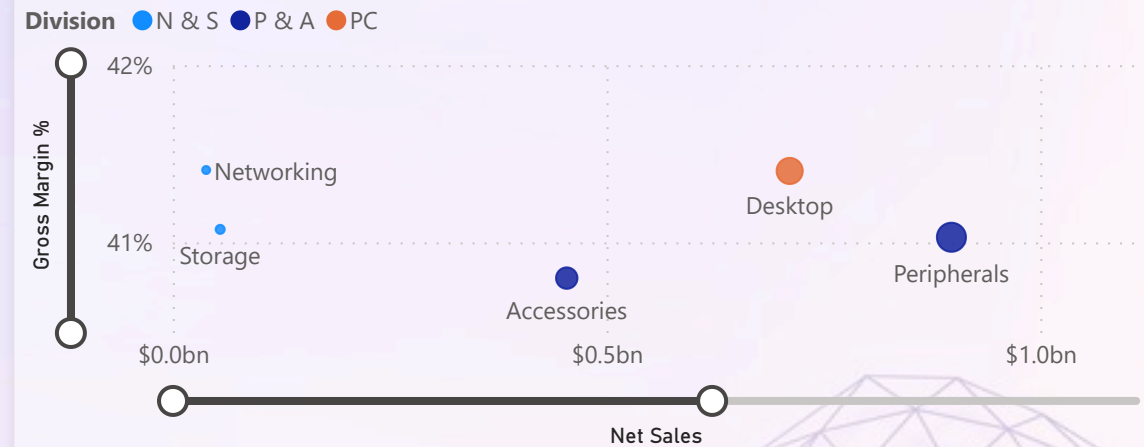 Division N & S P & A PC
Gross Margin %
42%
Networking
Desktop
41%
Storage
Peripherals
Accessories
$0.0bn $0.5bn $1.0bn
Net Sales